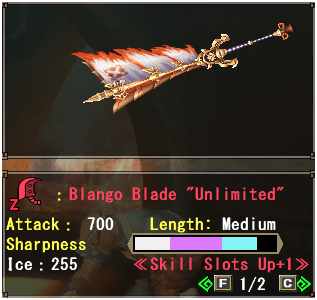 Z : Blango Blade "Unlimited"
Attack : 700 Length: Medium
Sharpness
Ice : 255 ≪Skill Slots Up+1≫
F 1/2 C